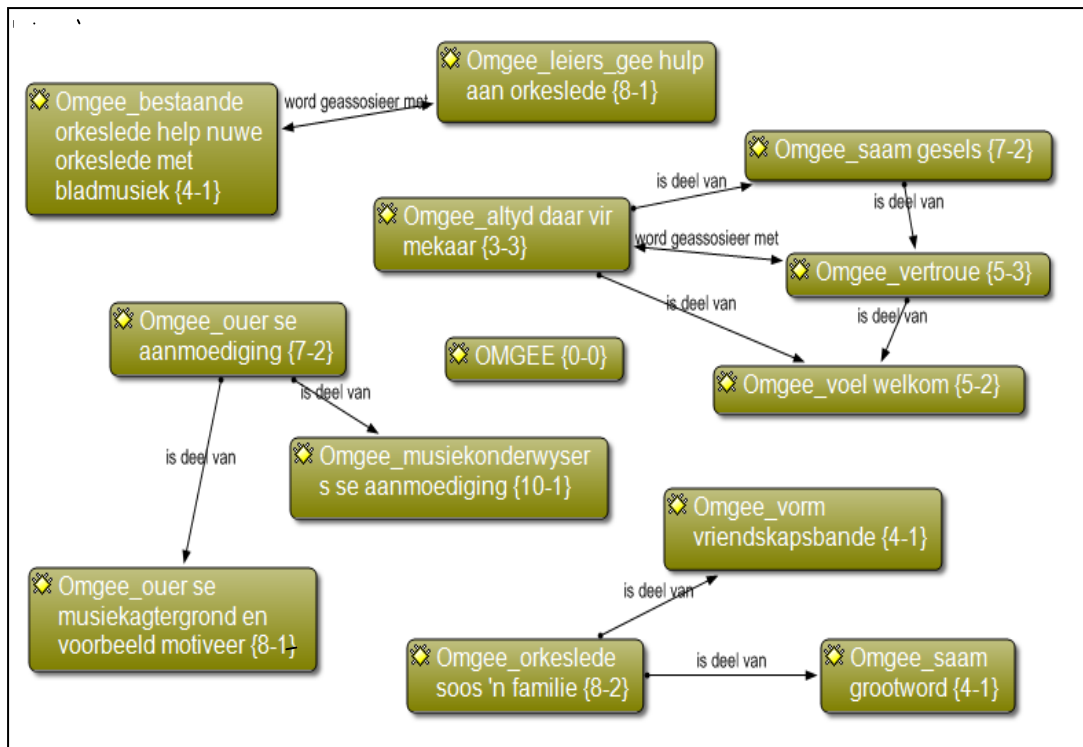 Omgee_leiers_gee hulp
aan orkeslede {8-1}
Omgee_bestaande
orkeslede help nuwe
orkeslede met
bladmusiek {4-1}
word geassosieer met
Omgee_saam gesels {7-2}
is deel van
is deel van
Omgee_altyd daar vir
mekaar {3-3}
word geassosieer met
Omgee_vertroue {5-3}
is deel van
is deel van
Omgee_ouer se
aanmoediging {7-2}
OMGEE {0-0}
Omgee_voel welkom {5-2}
is deel van
is deel van
Omgee_musiekonderwyser
s se aanmoediging {10-1}
Omgee_vorm
vriendskapsbande {4-1}
Omgee_ouer se
musiekagtergrond en
voorbeeld motiveer {8-1}
is deel van
Omgee_orkeslede
soos 'n familie {8-2}
is deel van
Omgee_saam
grootword {4-1}